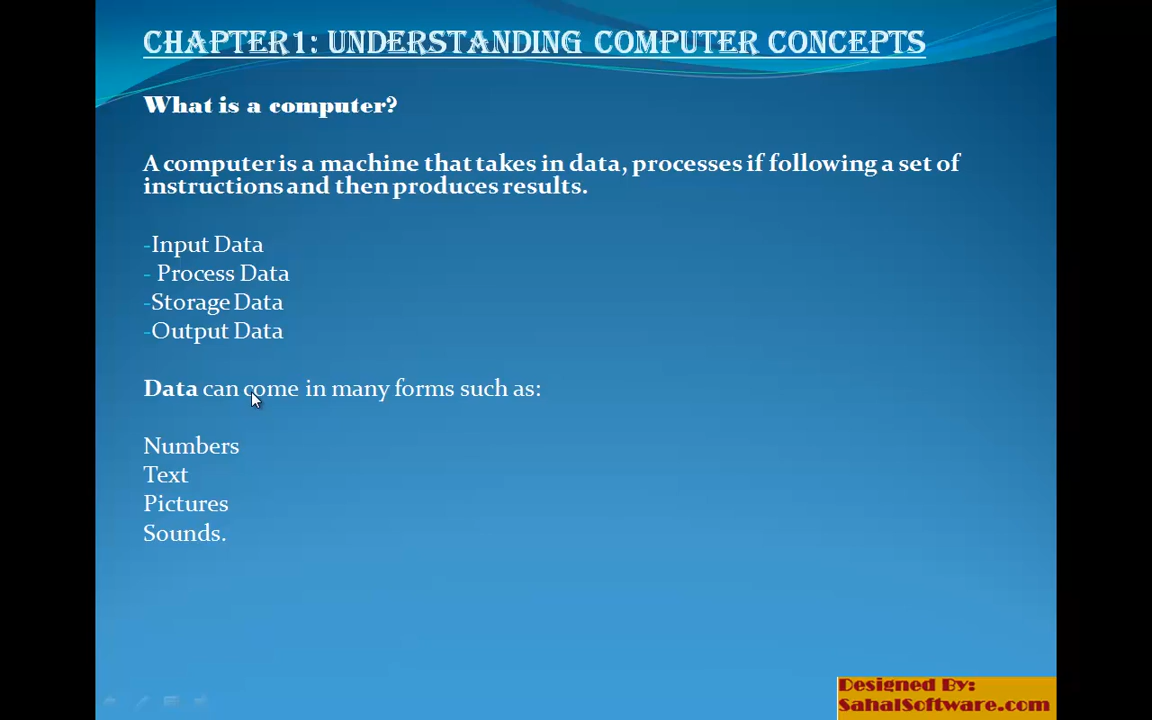 CHAPTER1: UNDERSTANDING COMPUTER CONCEPTS
What is a computer?
A computer is a machine that takes in data, processes if following a set of
instructions and then produces results.
-Input Data
- Process Data
-Storage Data
-Output Data
Data can come in many forms such as:
Numbers
Text
Pictures
Sounds.
Designed By:
SahalSoftware.com